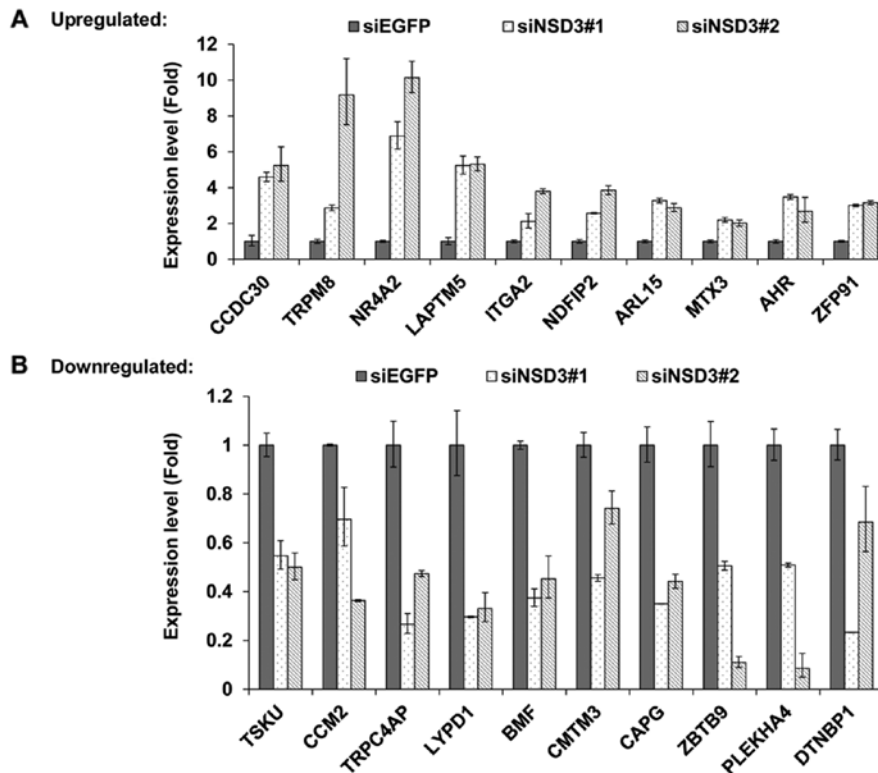 A Upregulated: siEGFP siNSD3#1 siNSD3#2
Expression level (Fold)
12
10
8
6
4
2
0
CCDC30 TRPM8 NR4A2 LAPTM5 ITGA2 NDFIP2 ARL15 MTX3 AHR ZFP91
B Downregulated: siEGFP siNSD3#1 siNSD3#2
Expression level (Fold)
1.2
1
0.8
0.6
0.4
0.2
0
TSKU CCM2 TRPC4AP LYPD1 BMF CMTM3 CAPG ZBTB9 PLEKHA4 DTNBP1